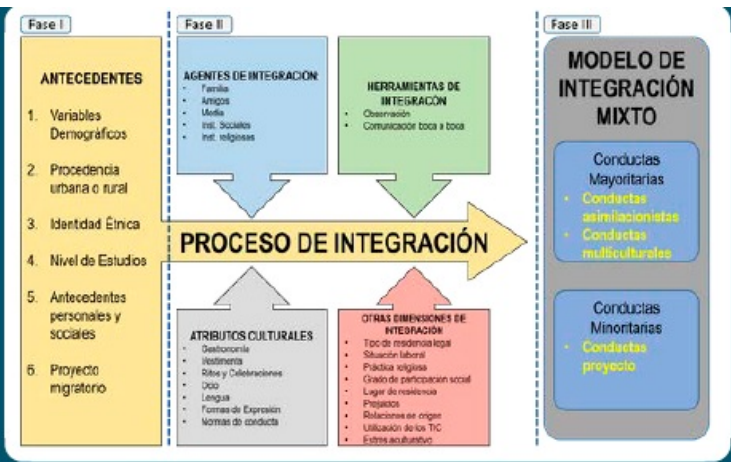 Fase I
ANTECEDENTES
1. Variables
Demográficos
2. Procedencia
urbana o rural
3. Identidad Étnica
4. Nivel de Estudios
5. Antecedentes
personales y
sociales
6. Proyecto
migratorio
Fase II
AGENTES DE INTEGRACION:
• Familia
• Amigos
• Media
• Inst. Sociales
• Inst. religiosas
HERRAMIENTAS DE
INTEGRACÓN
• Observación
• Comunicación boca a boca
PROCESO DE INTEGRACIÓN
ATRIBUTOS CULTURALES
• Gastronomía
• Vestimenta
• Ritos y Celebraciones
• Ocio
• Lengua
• Formas de Expresión
• Normas de conducta
OTRAS DIMENSIONES DE
INTEGRACIÓN
• Tipo de residencia legal
• Situación laboral
• Práctica religiosa
• Grado de participación social
• Lugar de residencia
• Prejuicios
• Relaciones en origen
• Utilización de los TIC
• Estrés aculturativo
Fase III
MODELO DE
INTEGRACIÓN
MIXTO
Conductas
Mayoritarias
• Conductas
asimilacionistas
• Conductas
multiculturales
Conductas
Minoritarias
• Conductas
proyecto